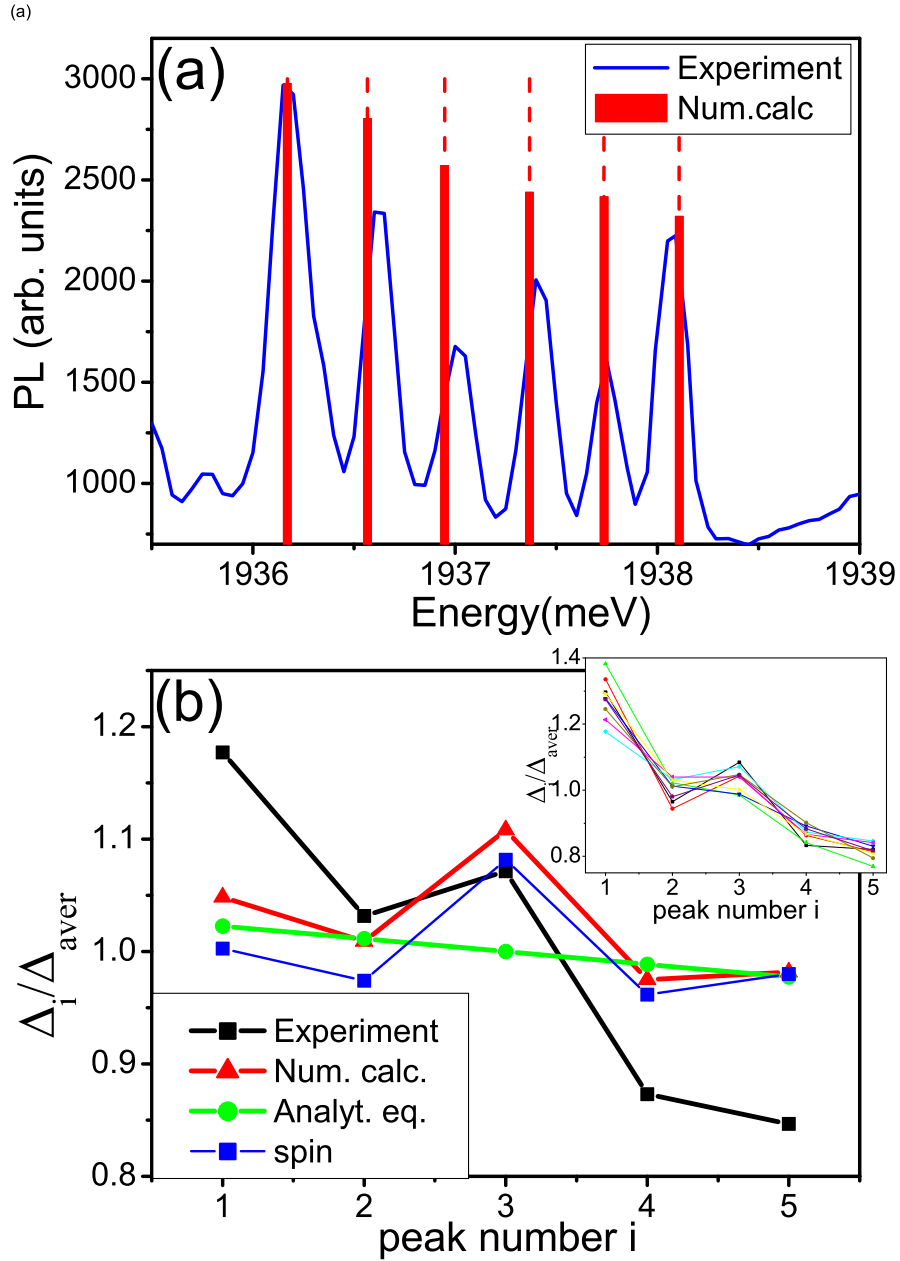 (a)
(a)
3000
2500
2000
1500
1000
PL (arb. units)
Experiment
Num.calc
1936
1937
1938
1939
Energy(meV)
(b)
1.2
1.1
1.0
0.9
0.8
Δi/Δaver
Experiment
Num. calc.
Analyt. eq.
spin
1
2
3
4
5
peak number i
1.4
1.2
1.0
0.8
Δi/Δaver
1
2
3
4
5
peak number i